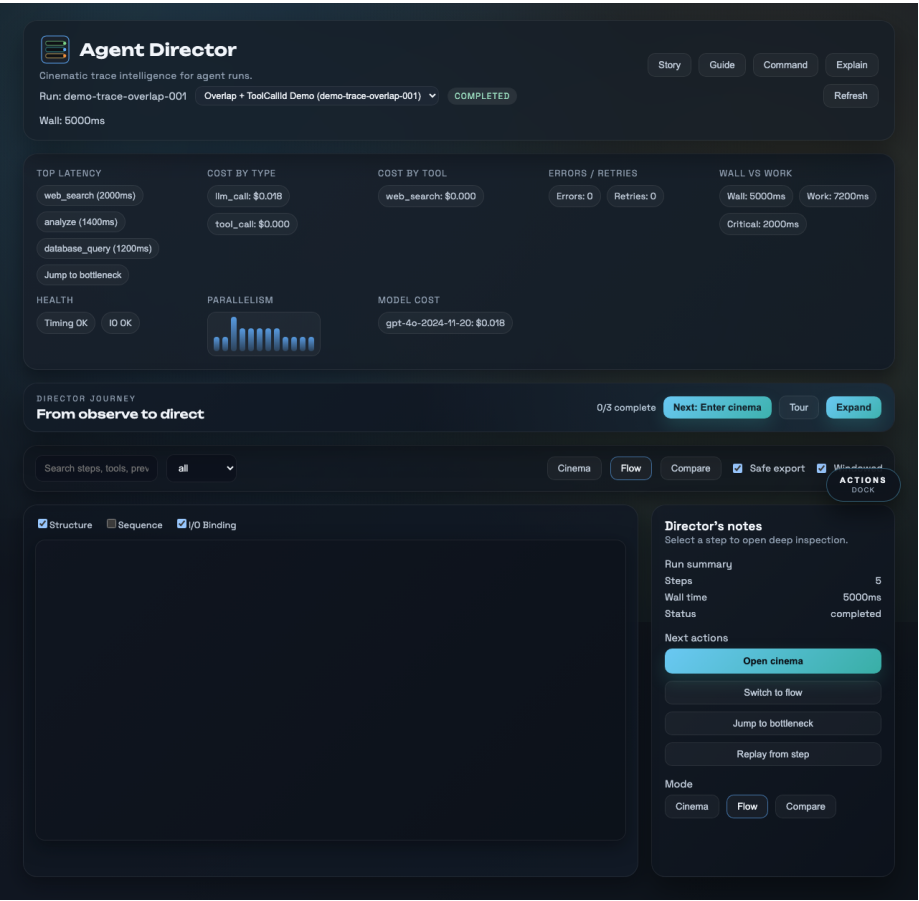 Agent Director
Cinematic trace intelligence for agent runs.
Run: demo-trace-overlap-001 Overlap + ToolCallId Demo (demo-trace-overlap-001) COMPLETED
Wall: 5000ms
Story Guide Command Explain
Refresh
TOP LATENCY
web_search (2000ms)
analyze (1400ms)
database_query (1200ms)
Jump to bottleneck
COST BY TYPE
llm_call: $0.018
tool_call: $0.000
COST BY TOOL
web_search: $0.000
ERRORS / RETRIES
Errors: 0 Retries: 0
WALL VS WORK
Wall: 5000ms Work: 7200ms
Critical: 2000ms
HEALTH
Timing OK IO OK
PARALLELISM
MODEL COST
gpt-4o-2024-11-20: $0.018
DIRECTOR JOURNEY
From observe to direct
0/3 complete Next: Enter cinema Tour Expand
Search steps, tools, prev all Cinema Flow Compare Safe export
ACTIONS
DOCK
Structure Sequence I/O Binding
Director's notes
Select a step to open deep inspection.
Run summary
Steps 5
Wall time 5000ms
Status completed
Next actions
Open cinema
Switch to flow
Jump to bottleneck
Replay from step
Mode
Cinema Flow Compare